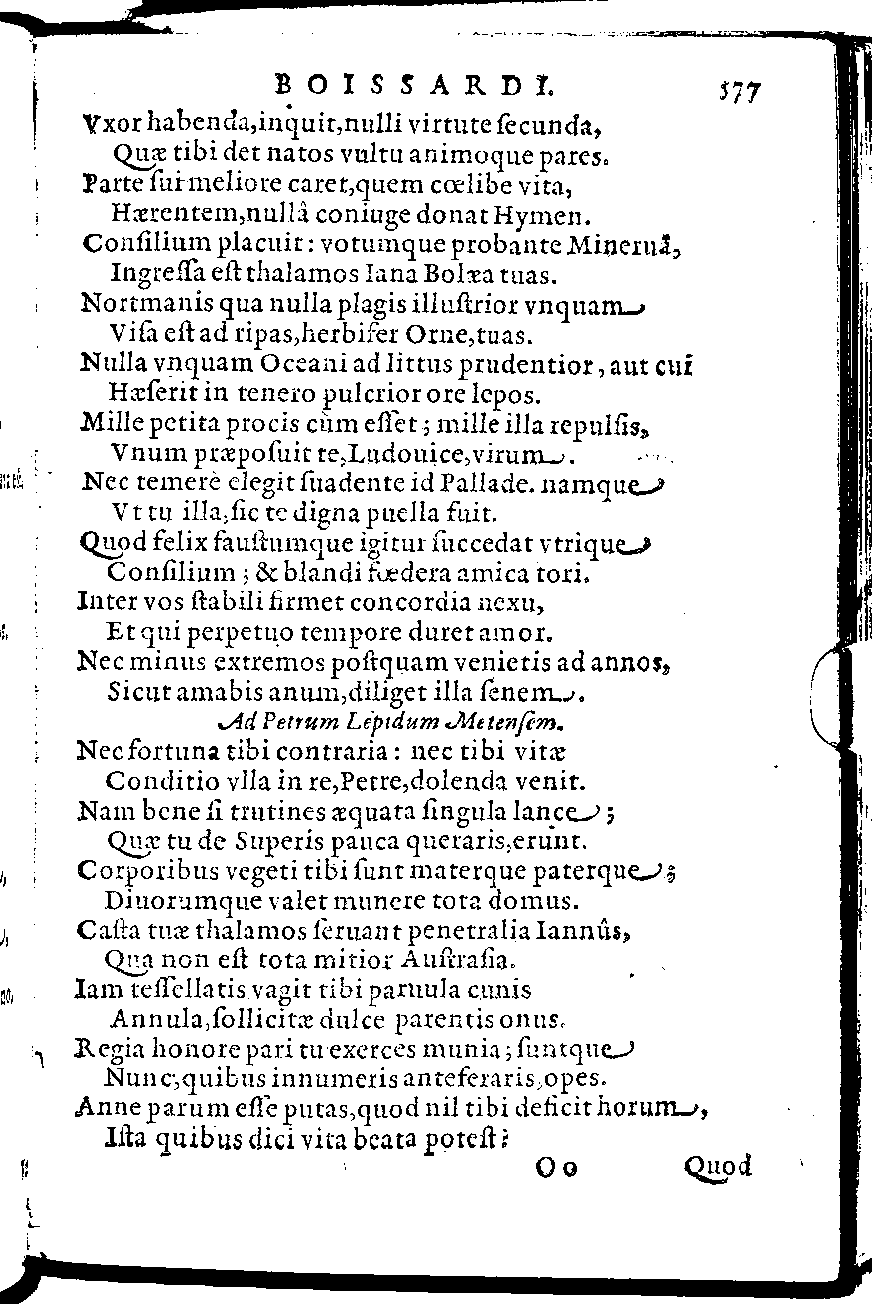 BOISSARDI. 577
Vxor habenda,inquit,nulli virtute ſecunda,
Quæ tibi det natos vultu animoque pares.
Parte ſui meliore caret,quem cœlibe vita,
Hærentem,nullâ coniuge donat Hymen.
Conſilium placuit: votumque probante Mineruâ,
Ingreſſa eſt thalamos Iana Bolæa tuas.
Nortmanis qua nulla plagis illuſtrior vnquam
Viſa eſt ad ripas,herbifer Orne,tuas.
Nulla vnquam Oceani ad littus prudentior, aut cui
Hæſerit in tenero pulcrior ore lepos.
Mille petita procis cùm eſſet; mille illa repulſis,
Vnum præpoſuit te,Ludouice,virum.
Nec temerè elegit ſuadente id Pallade. namque
Vt tu illa,ſic te digna puella fuit.
Quod felix fauſtumque igitur ſuccedat vtrique
Conſilium; & blandi fœdera amica tori.
Inter vos ſtabili firmet concordia nexu,
Et qui perpetuo tempore duret amor.
Nec minus extremos poſtquam venietis ad annos,
Sicut amabis anum,diliget illa ſenem.
Ad Petrum Lepidum Metenſem.
Nec fortuna tibi contraria: nec tibi vitæ
Conditio vlla in re,Petre,dolenda venit.
Nam bene ſi trutines æquata ſingula lance;
Quæ tu de Superis pauca queraris,erunt.
Corporibus vegeti tibi ſunt materque paterque;
Diuorumque valet munere tota domus.
Caſta tuæ thalamos ſeruant penetralia Iannûs,
Qua non eſt tota mitior Auſtraſia.
Iam teſſellatis vagit tibi paruula cunis
Annula,ſollicitæ dulce parentis onus.
Regia honore pari tu exerces munia; ſuntque
Nunc,quibus innumeris anteferaris,opes.
Anne parum eſſe putas,quod nil tibi deficit horum,
Iſta quibus dici vita beata poteſt?
Oo Quod